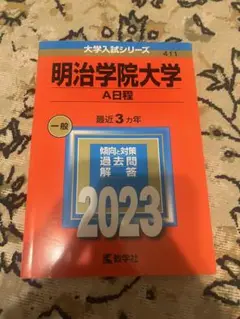 大学入試シリーズ
411
明治学院大学
A日程
一般
最近3カ年
傾向と対策
過去問
解答
2023
教学社